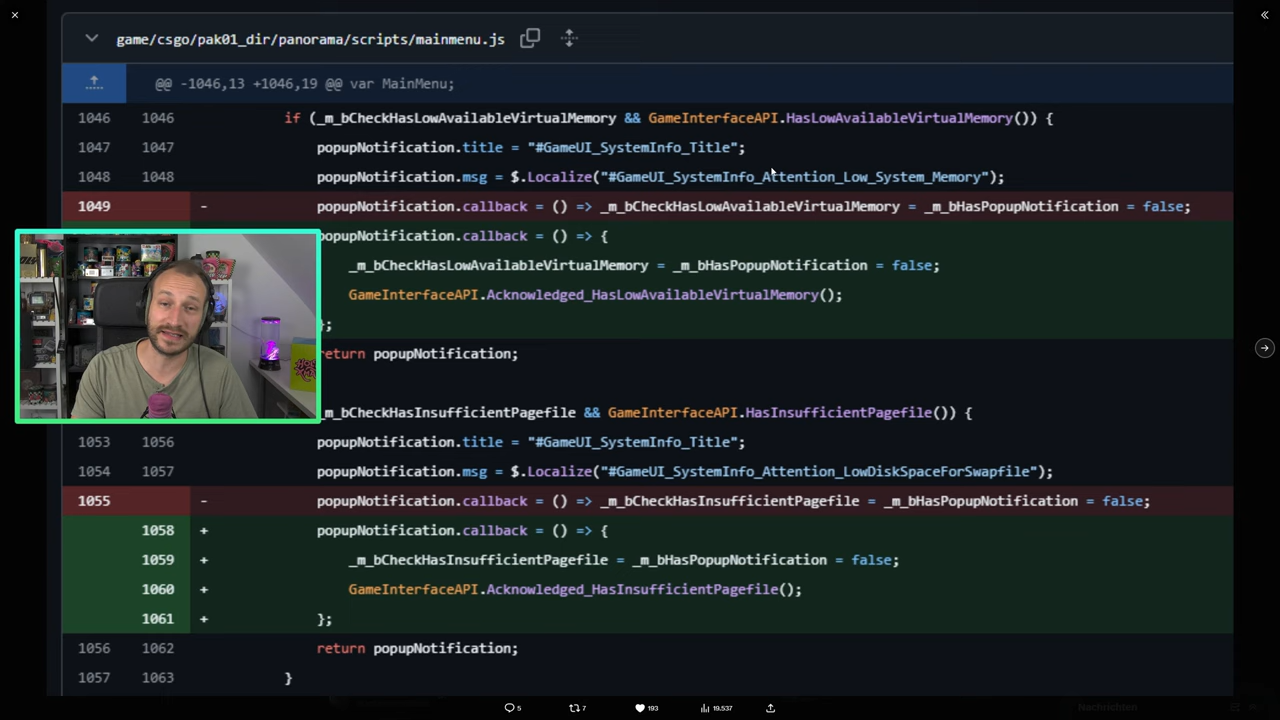 game/csgo/pak01_dir/panorama/scripts/mainmenu.js
@@ -1046,13 +1046,19 @@ var MainMenu;
1046 1046 if (_m_bCheckHasLowAvailableVirtualMemory && GameInterfaceAPI.HasLowAvailableVirtualMemory()) {
1047 1047 popupNotification.title = "#GameUI_SystemInfo_Title";
1048 1048 popupNotification.msg = $.Localize("#GameUI_SystemInfo_Attention_Low_System_Memory");
1049 - popupNotification.callback = () => _m_bCheckHasLowAvailableVirtualMemory = _m_bHasPopupNotification = false;
popupNotification.callback = () => {
_m_bCheckHasLowAvailableVirtualMemory = _m_bHasPopupNotification = false;
GameInterfaceAPI.Acknowledged_HasLowAvailableVirtualMemory();
};
return popupNotification;
_m_bCheckHasInsufficientPagefile && GameInterfaceAPI.HasInsufficientPagefile()) {
1053 1056 popupNotification.title = "#GameUI_SystemInfo_Title";
1054 1057 popupNotification.msg = $.Localize("#GameUI_SystemInfo_Attention_LowDiskSpaceForSwapfile");
1055 - popupNotification.callback = () => _m_bCheckHasInsufficientPagefile = _m_bHasPopupNotification = false;
1058 + popupNotification.callback = () => {
1059 + _m_bCheckHasInsufficientPagefile = _m_bHasPopupNotification = false;
1060 + GameInterfaceAPI.Acknowledged_HasInsufficientPagefile();
1061 + };
1056 1062 return popupNotification;
1057 1063 }
5 7 193 19.537
Nachrichten